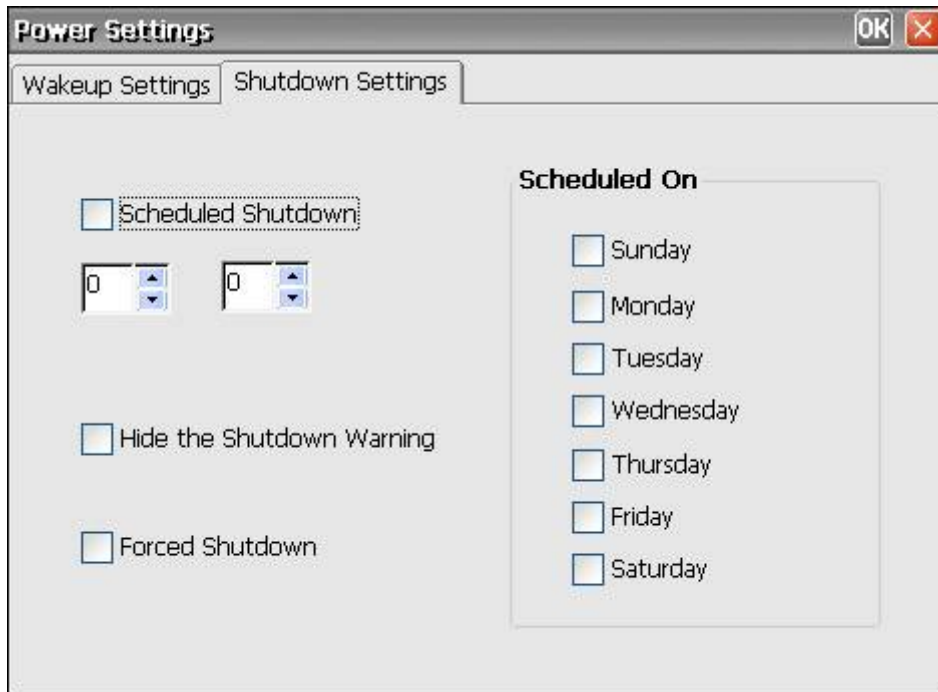 Power Settings OK
Wakeup Settings Shutdown Settings
Scheduled Shutdown
0 0
Hide the Shutdown Warning
Forced Shutdown
Scheduled On
Sunday
Monday
Tuesday
Wednesday
Thursday
Friday
Saturday